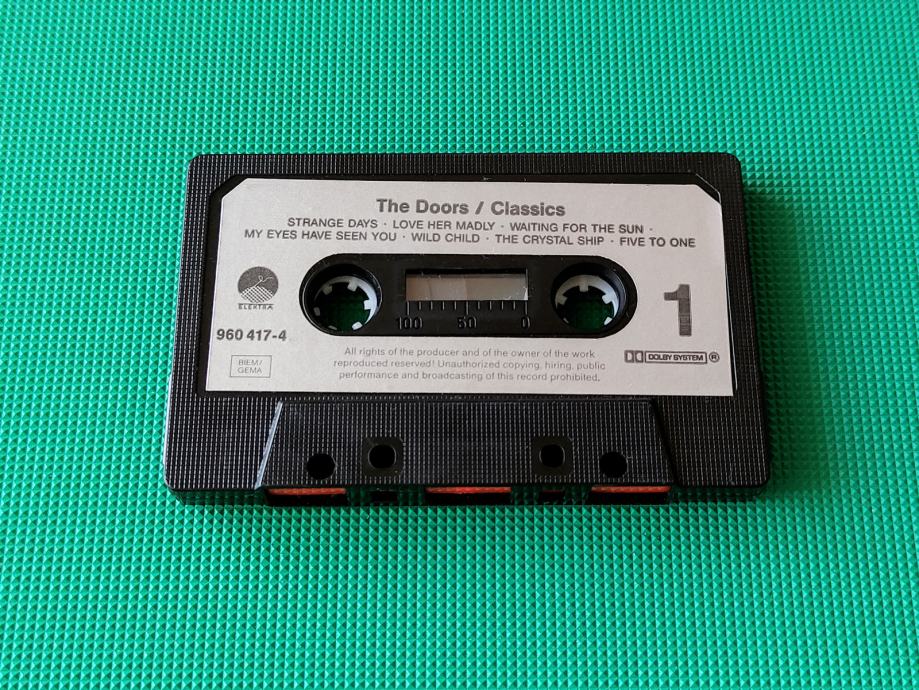 The Doors / Classics
STRANGE DAYS · LOVE HER MADLY · WAITING FOR THE SUN ·
MY EYES HAVE SEEN YOU · WILD CHILD · THE CRYSTAL SHIP · FIVE TO ONE
ELEKTRA
100 50 0
1
960 417-4
BIEM/
GEMA
All rights of the producer and of the owner of the work
reproduced reserved! Unauthorized copying, hiring, public
performance and broadcasting of this record prohibited.
DOLBY SYSTEM ®